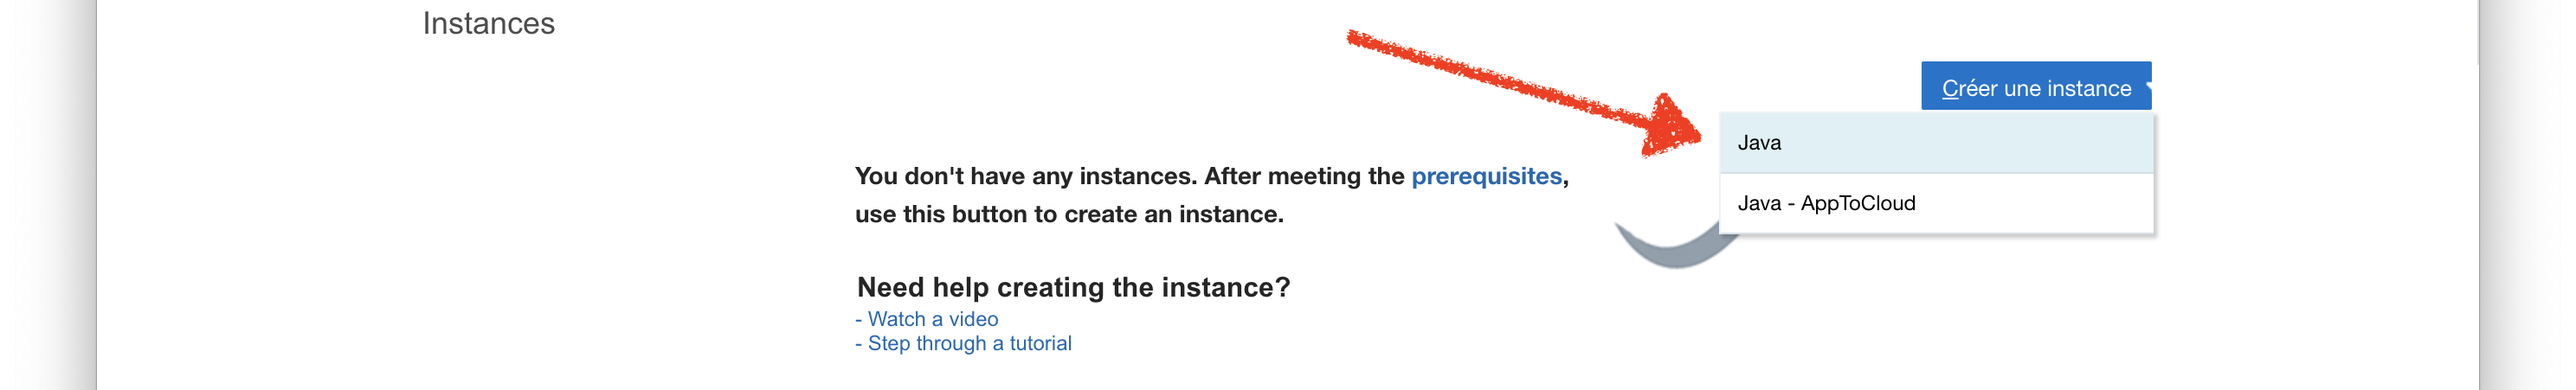 Instances
Créer une instance
Java
Java - AppToCloud
You don't have any instances. After meeting the prerequisites,
use this button to create an instance.
Need help creating the instance?
- Watch a video
- Step through a tutorial